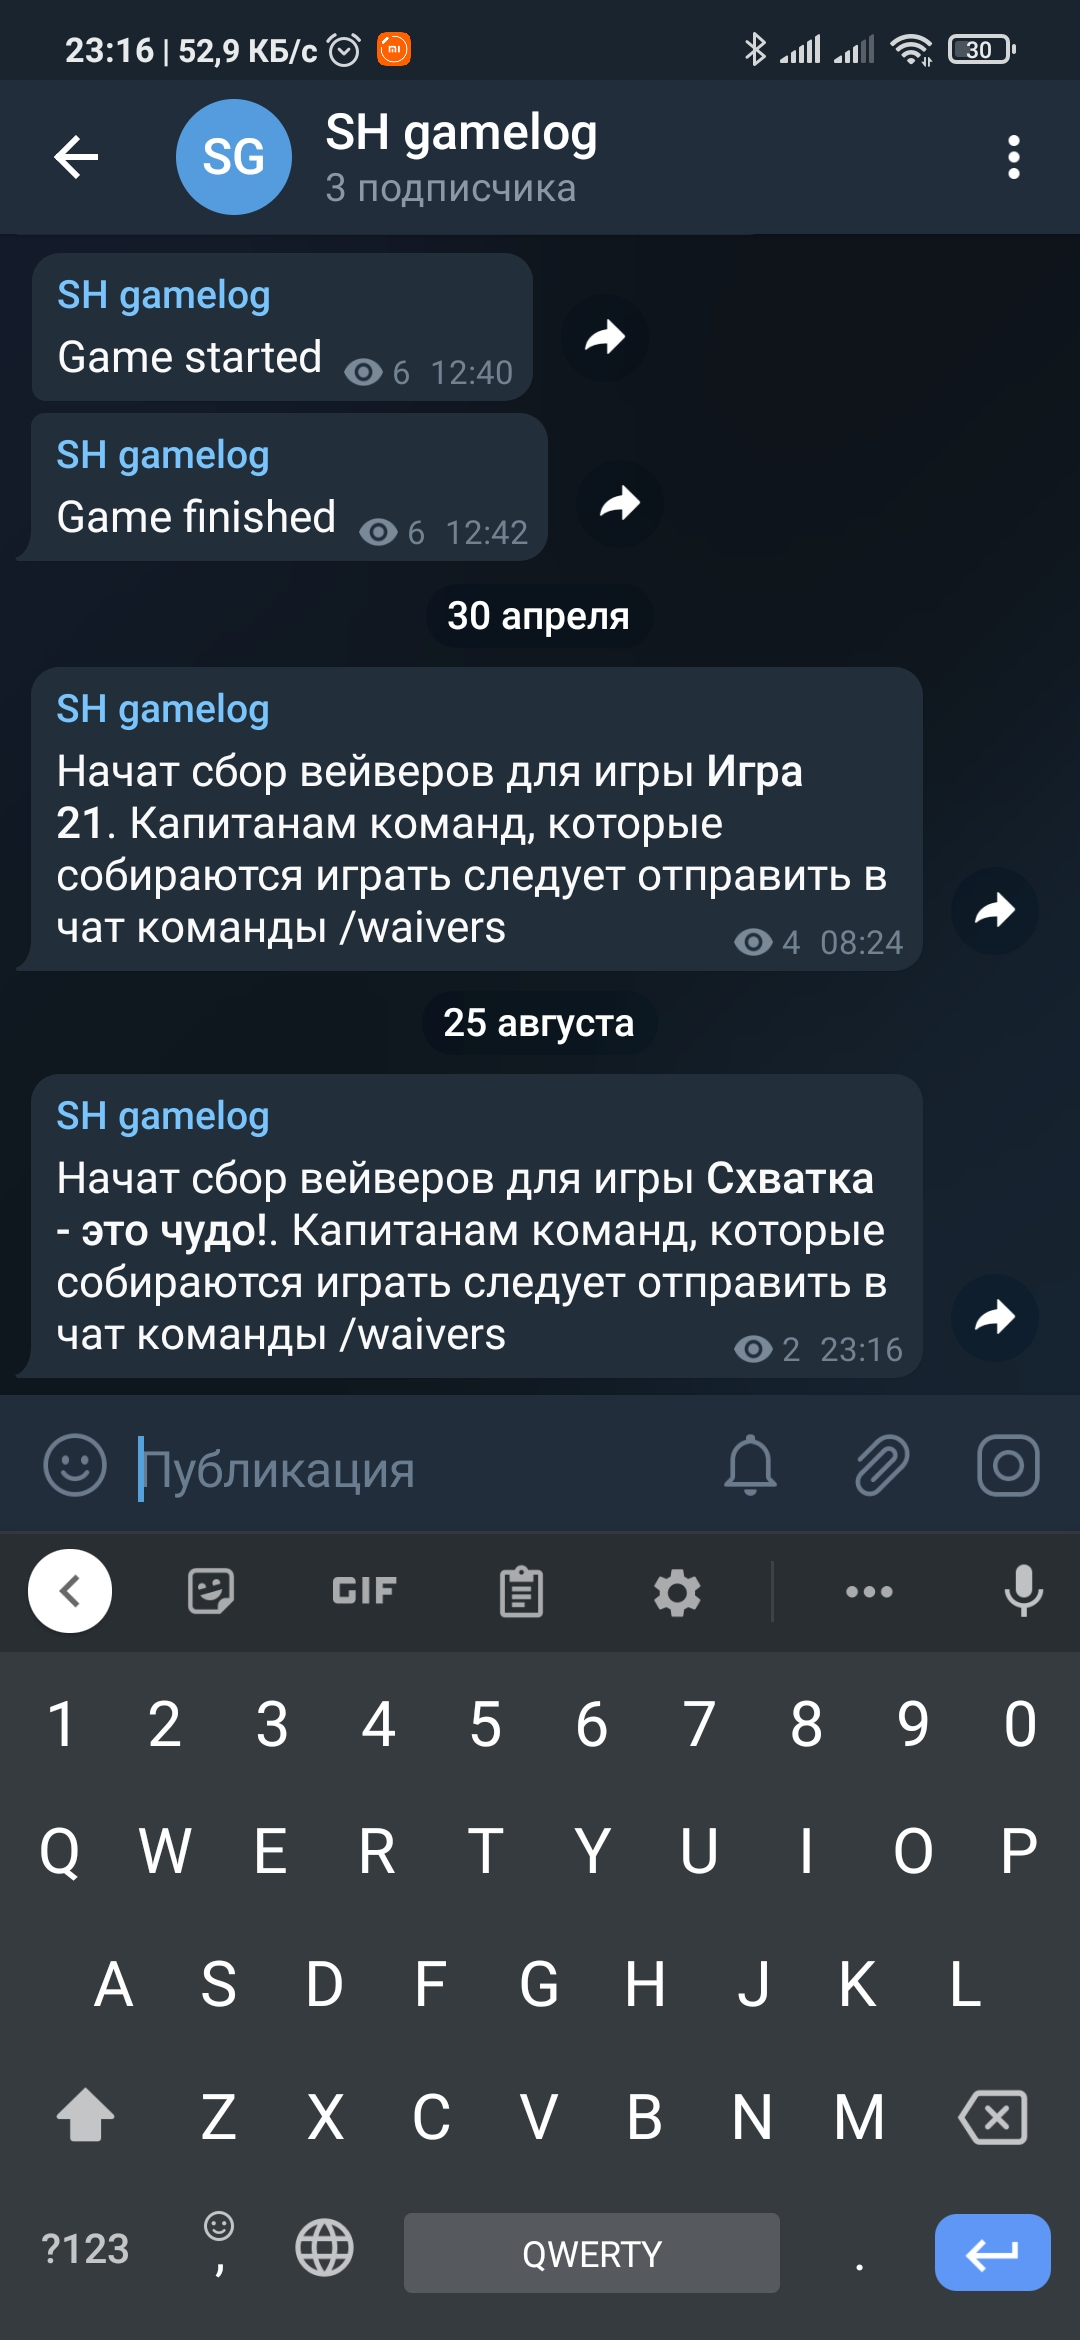 23:16 | 52,9 КБ/с
30
SG
SH gamelog
3 подписчика
SH gamelog
Game started
6 12:40
SH gamelog
Game finished
6 12:42
30 апреля
SH gamelog
Начат сбор вейверов для игры Игра
21. Капитанам команд, которые
собираются играть следует отправить в
чат команды /waivers
4 08:24
25 августа
SH gamelog
Начат сбор вейверов для игры Схватка
- это чудо!. Капитанам команд, которые
собираются играть следует отправить в
чат команды /waivers
2 23:16
Публикация
GIF
1 2 3 4 5 6 7 8 9 0
Q W E R T Y U I O P
A S D F G H J K L
Z X C V B N M
?123 , QWERTY .